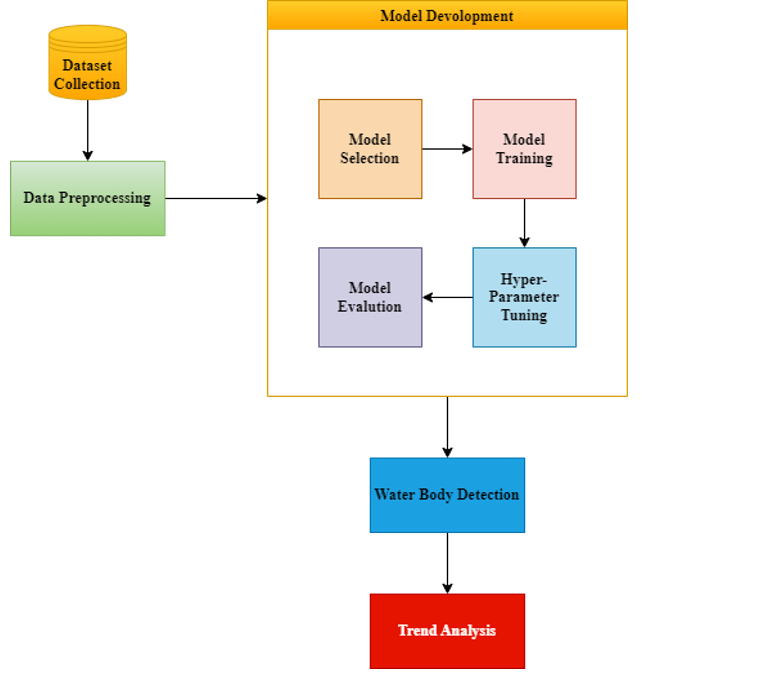 Model Devolopment
Dataset
Collection
Data Preprocessing
Model
Selection
Model
Training
Hyper-
Parameter
Tuning
Model
Evalution
Water Body Detection
Trend Analysis